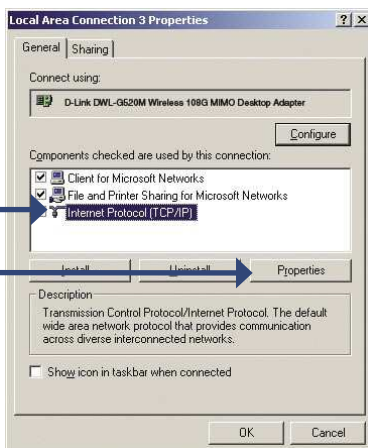 Local Area Connection 3 Properties
General Sharing
Connect using:
D-Link DWL-G520M Wireless 108G MIMO Desktop Adapter
Configure
Components checked are used by this connection:
Client for Microsoft Networks
File and Printer Sharing for Microsoft Networks
Internet Protocol (TCP/IP)
Install Uninstall Properties
Description
Transmission Control Protocol/Internet Protocol. The default
wide area network protocol that provides communication
across diverse interconnected networks.
Show icon in taskbar when connected
OK Cancel